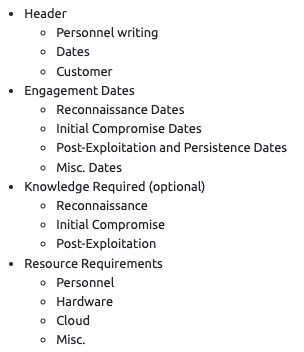 Header
Personnel writing
Dates
Customer
Engagement Dates
Reconnaissance Dates
Initial Compromise Dates
Post-Exploitation and Persistence Dates
Misc. Dates
Knowledge Required (optional)
Reconnaissance
Initial Compromise
Post-Exploitation
Resource Requirements
Personnel
Hardware
Cloud
Misc.